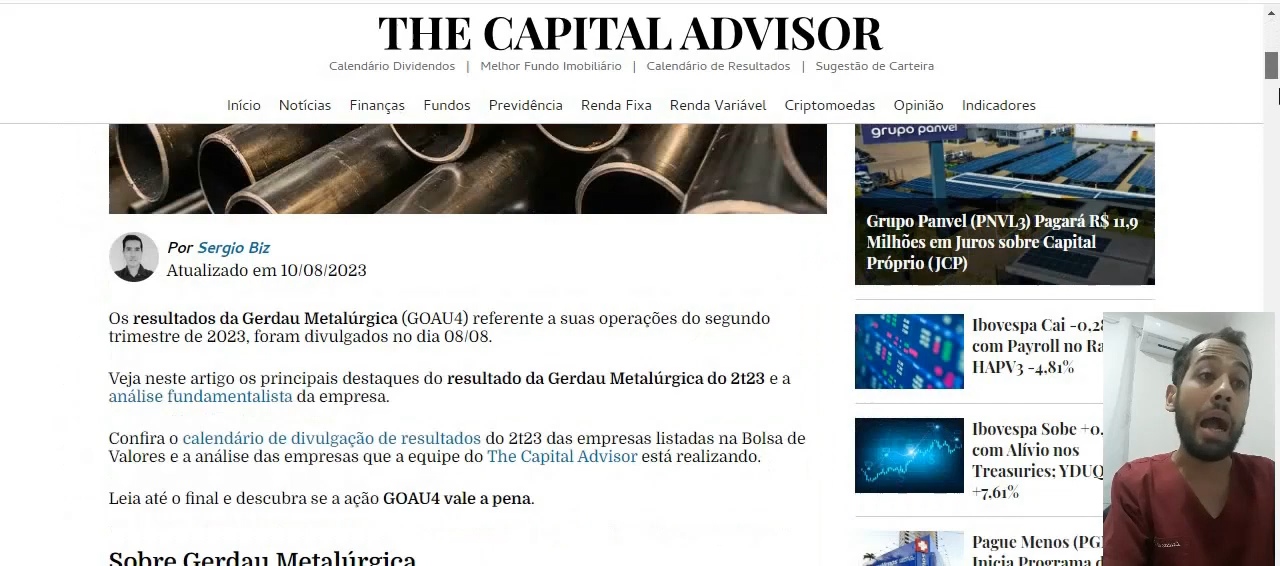 THE CAPITAL ADVISOR
Calendário Dividendos | Melhor Fundo Imobiliário | Calendário de Resultados | Sugestão de Carteira
Início Notícias Finanças Fundos Previdência Renda Fixa Renda Variável Criptomoedas Opinião Indicadores
grupo panvel
Grupo Panvel (PNVL3) Pagará R$ 11,9
Milhões em Juros sobre Capital
Próprio (JCP)
Por Sergio Biz
Atualizado em 10/08/2023
Os resultados da Gerdau Metalúrgica (GOAU4) referente a suas operações do segundo
trimestre de 2023, foram divulgados no dia 08/08.
Veja neste artigo os principais destaques do resultado da Gerdau Metalúrgica do 2t23 e a
análise fundamentalista da empresa.
Confira o calendário de divulgação de resultados do 2t23 das empresas listadas na Bolsa de
Valores e a análise das empresas que a equipe do The Capital Advisor está realizando.
Leia até o final e descubra se a ação GOAU4 vale a pena.
Sobre Gerdau Metalúrgica
Ibovespa Cai -0,28
com Payroll no Ra
HAPV3 -4,81%
Ibovespa Sobe +0,
com Alívio nos
Treasuries; YDUQ
+7,61%
Pague Menos (PG
Inicia Programa d